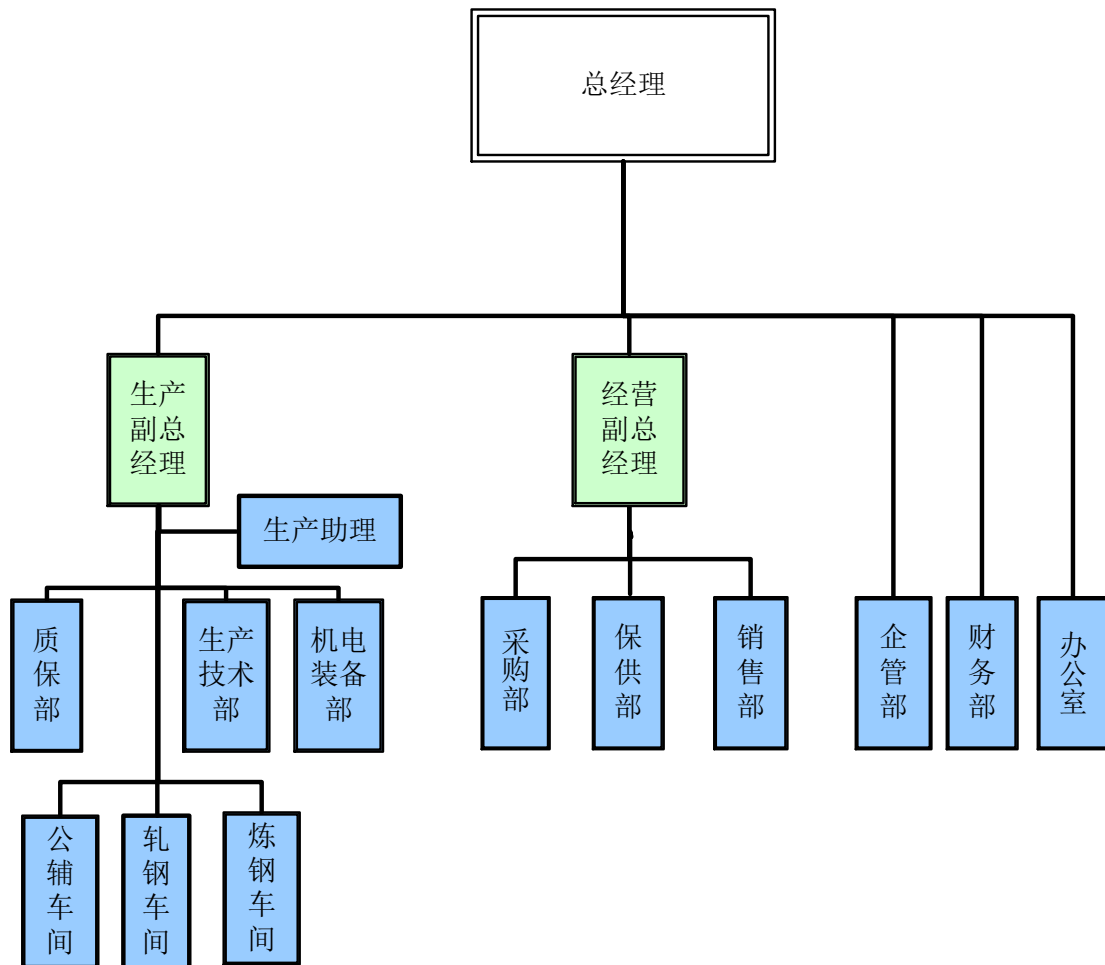 总经理
生产
副总
经理
经营
副总
经理
生产助理
质
保
部
生产
技术
部
机电
装备
部
采
购
部
保
供
部
销
售
部
企
管
部
财
务
部
办
公
室
公
辅
车
间
轧
钢
车
间
炼
钢
车
间